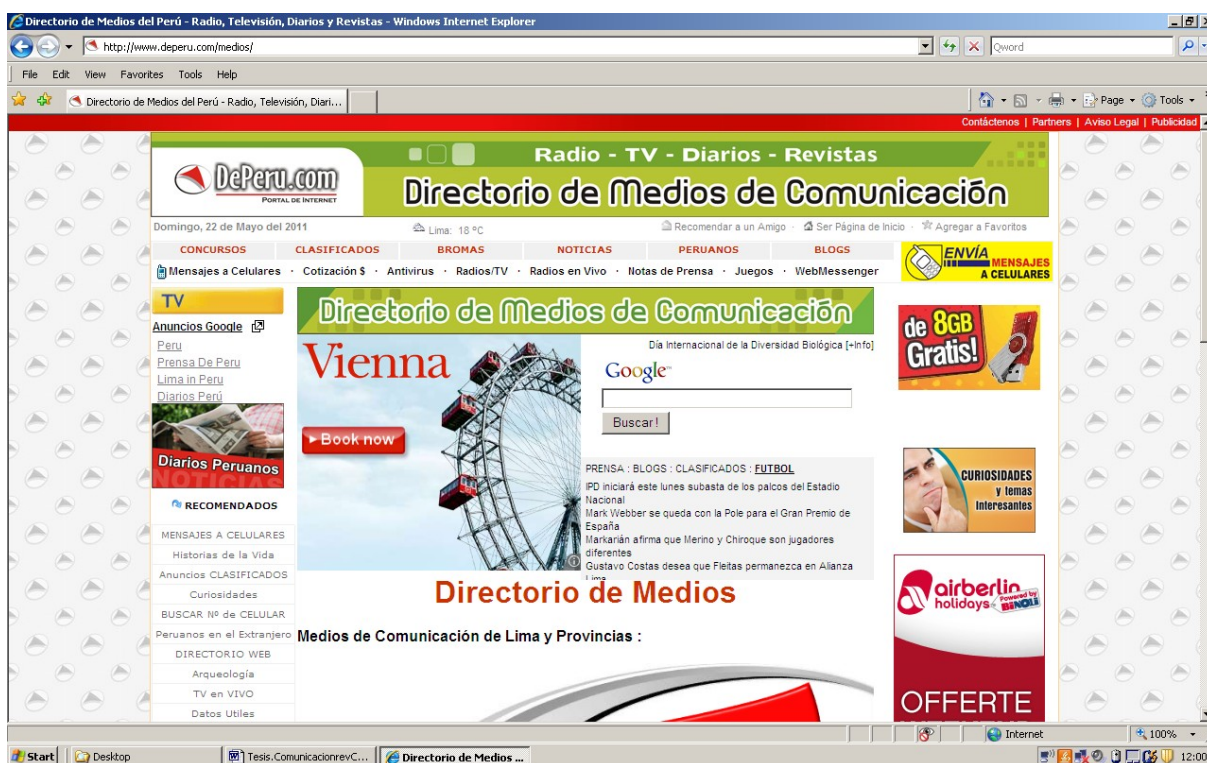 Directorio de Medios del Perú - Radio, Televisión, Diarios y Revistas - Windows Internet Explorer
http://www.deperu.com/medios/
Qword
File Edit View Favorites Tools Help
Directorio de Medios del Perú - Radio, Televisión, Diari...
Page Tools
Contáctenos | Partners | Aviso Legal | Publicidad
Radio - TV - Diarios - Revistas
DePeru.com
PORTAL DE INTERNET
Directorio de Medios de Comunicación
Domingo, 22 de Mayo del 2011 Lima: 18 ºC Recomendar a un Amigo · Ser Página de Inicio · Agregar a Favoritos
CONCURSOS CLASIFICADOS BROMAS NOTICIAS PERUANOS BLOGS
Mensajes a Celulares · Cotización $ · Antivirus · Radios/TV · Radios en Vivo · Notas de Prensa · Juegos · WebMessenger
ENVÍA
MENSAJES
A CELULARES
TV
Anuncios Google
Peru
Prensa De Peru
Lima in Peru
Diarios Perú
Diarios Peruanos
NOTICIAS
RECOMENDADOS
MENSAJES A CELULARES
Historias de la Vida
Anuncios CLASIFICADOS
Curiosidades
BUSCAR Nº de CELULAR
Peruanos en el Extranjero
DIRECTORIO WEB
Arqueología
TV en VIVO
Datos Utiles
Directorio de Medios de Comunicación
Vienna
Book now
Día Internacional de la Diversidad Biológica [+Info]
Google™
Buscar!
PRENSA : BLOGS : CLASIFICADOS : FUTBOL
IPD iniciará este lunes subasta de los palcos del Estadio
Nacional
Mark Webber se queda con la Pole para el Gran Premio de
España
Markarián afirma que Merino y Chiroque son jugadores
diferentes
Gustavo Costas desea que Fleitas permanezca en Alianza
Lima
Directorio de Medios
Medios de Comunicación de Lima y Provincias :
de 8GB
Gratis!
CURIOSIDADES
y temas
Interesantes
airberlin
holidays
Powered by
BINOLI
OFFERTE
Internet 100%
Start Desktop Tesis.ComunicacionrevC... Directorio de Medios ... 12:00